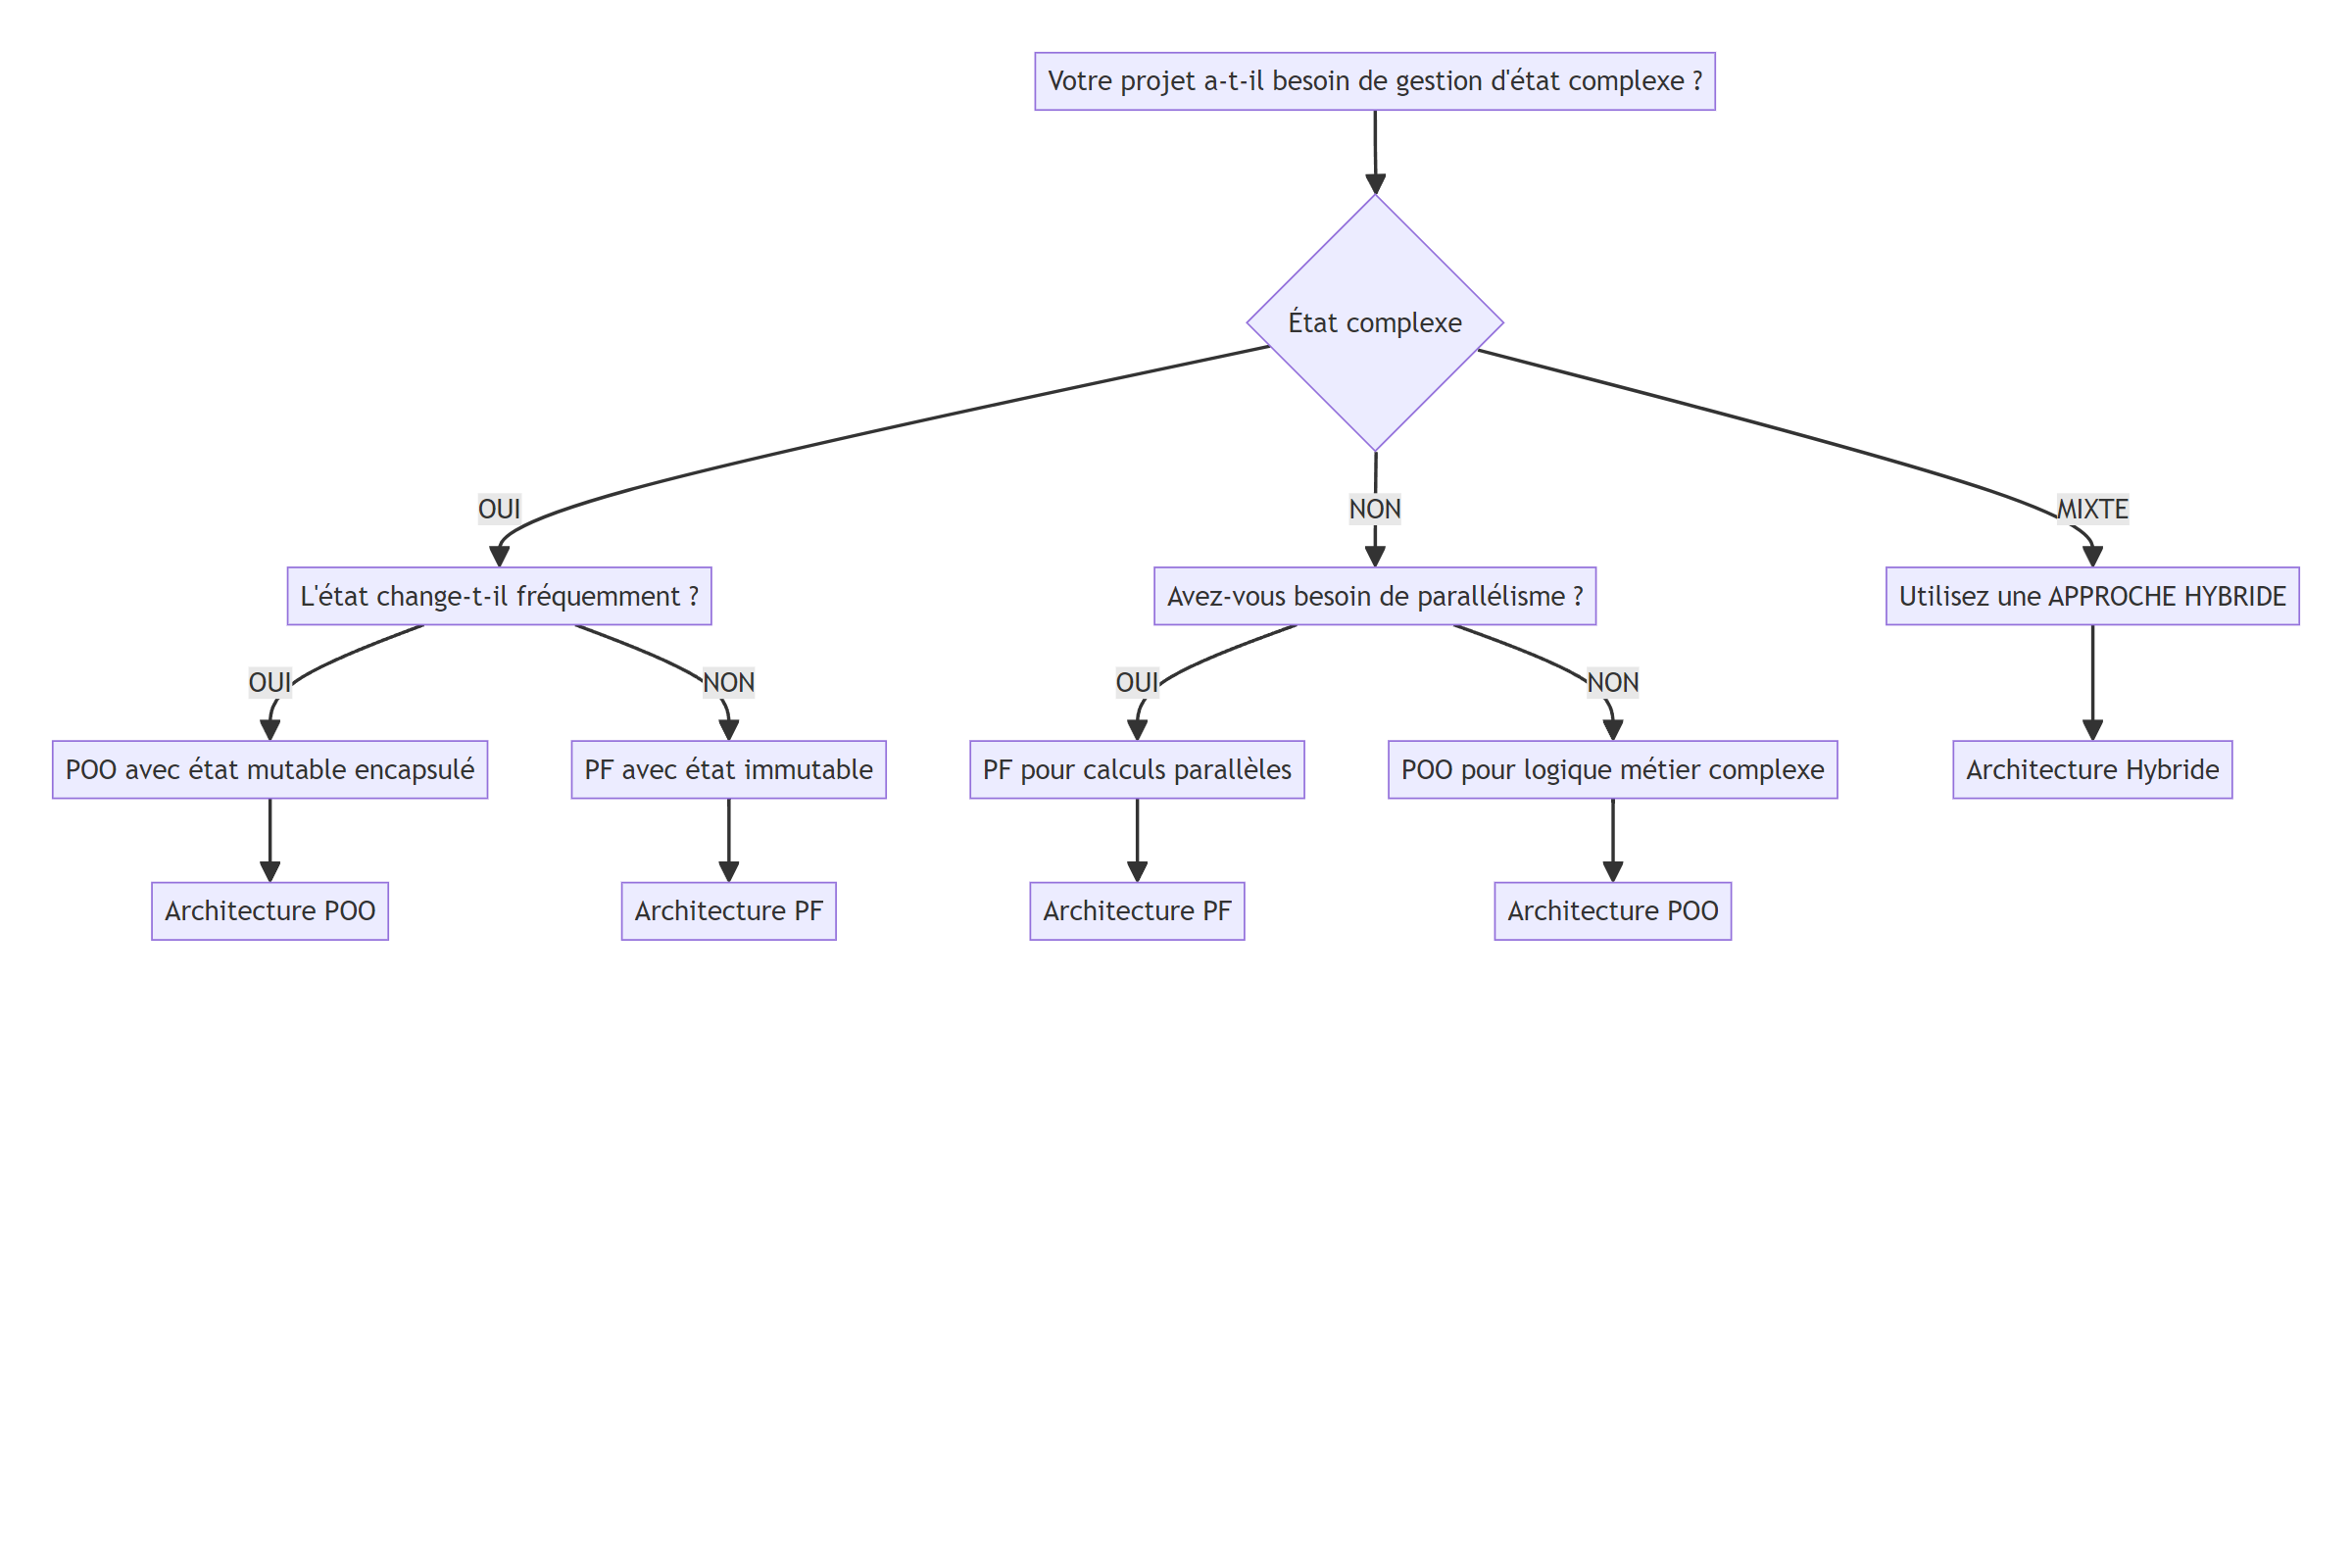 Votre projet a-t-il besoin de gestion d'état complexe ?
État complexe
OUI
NON
MIXTE
L'état change-t-il fréquemment ?
Avez-vous besoin de parallélisme ?
Utilisez une APPROCHE HYBRIDE
OUI
NON
OUI
NON
POO avec état mutable encapsulé
PF avec état immutable
PF pour calculs parallèles
POO pour logique métier complexe
Architecture Hybride
Architecture POO
Architecture PF
Architecture PF
Architecture POO